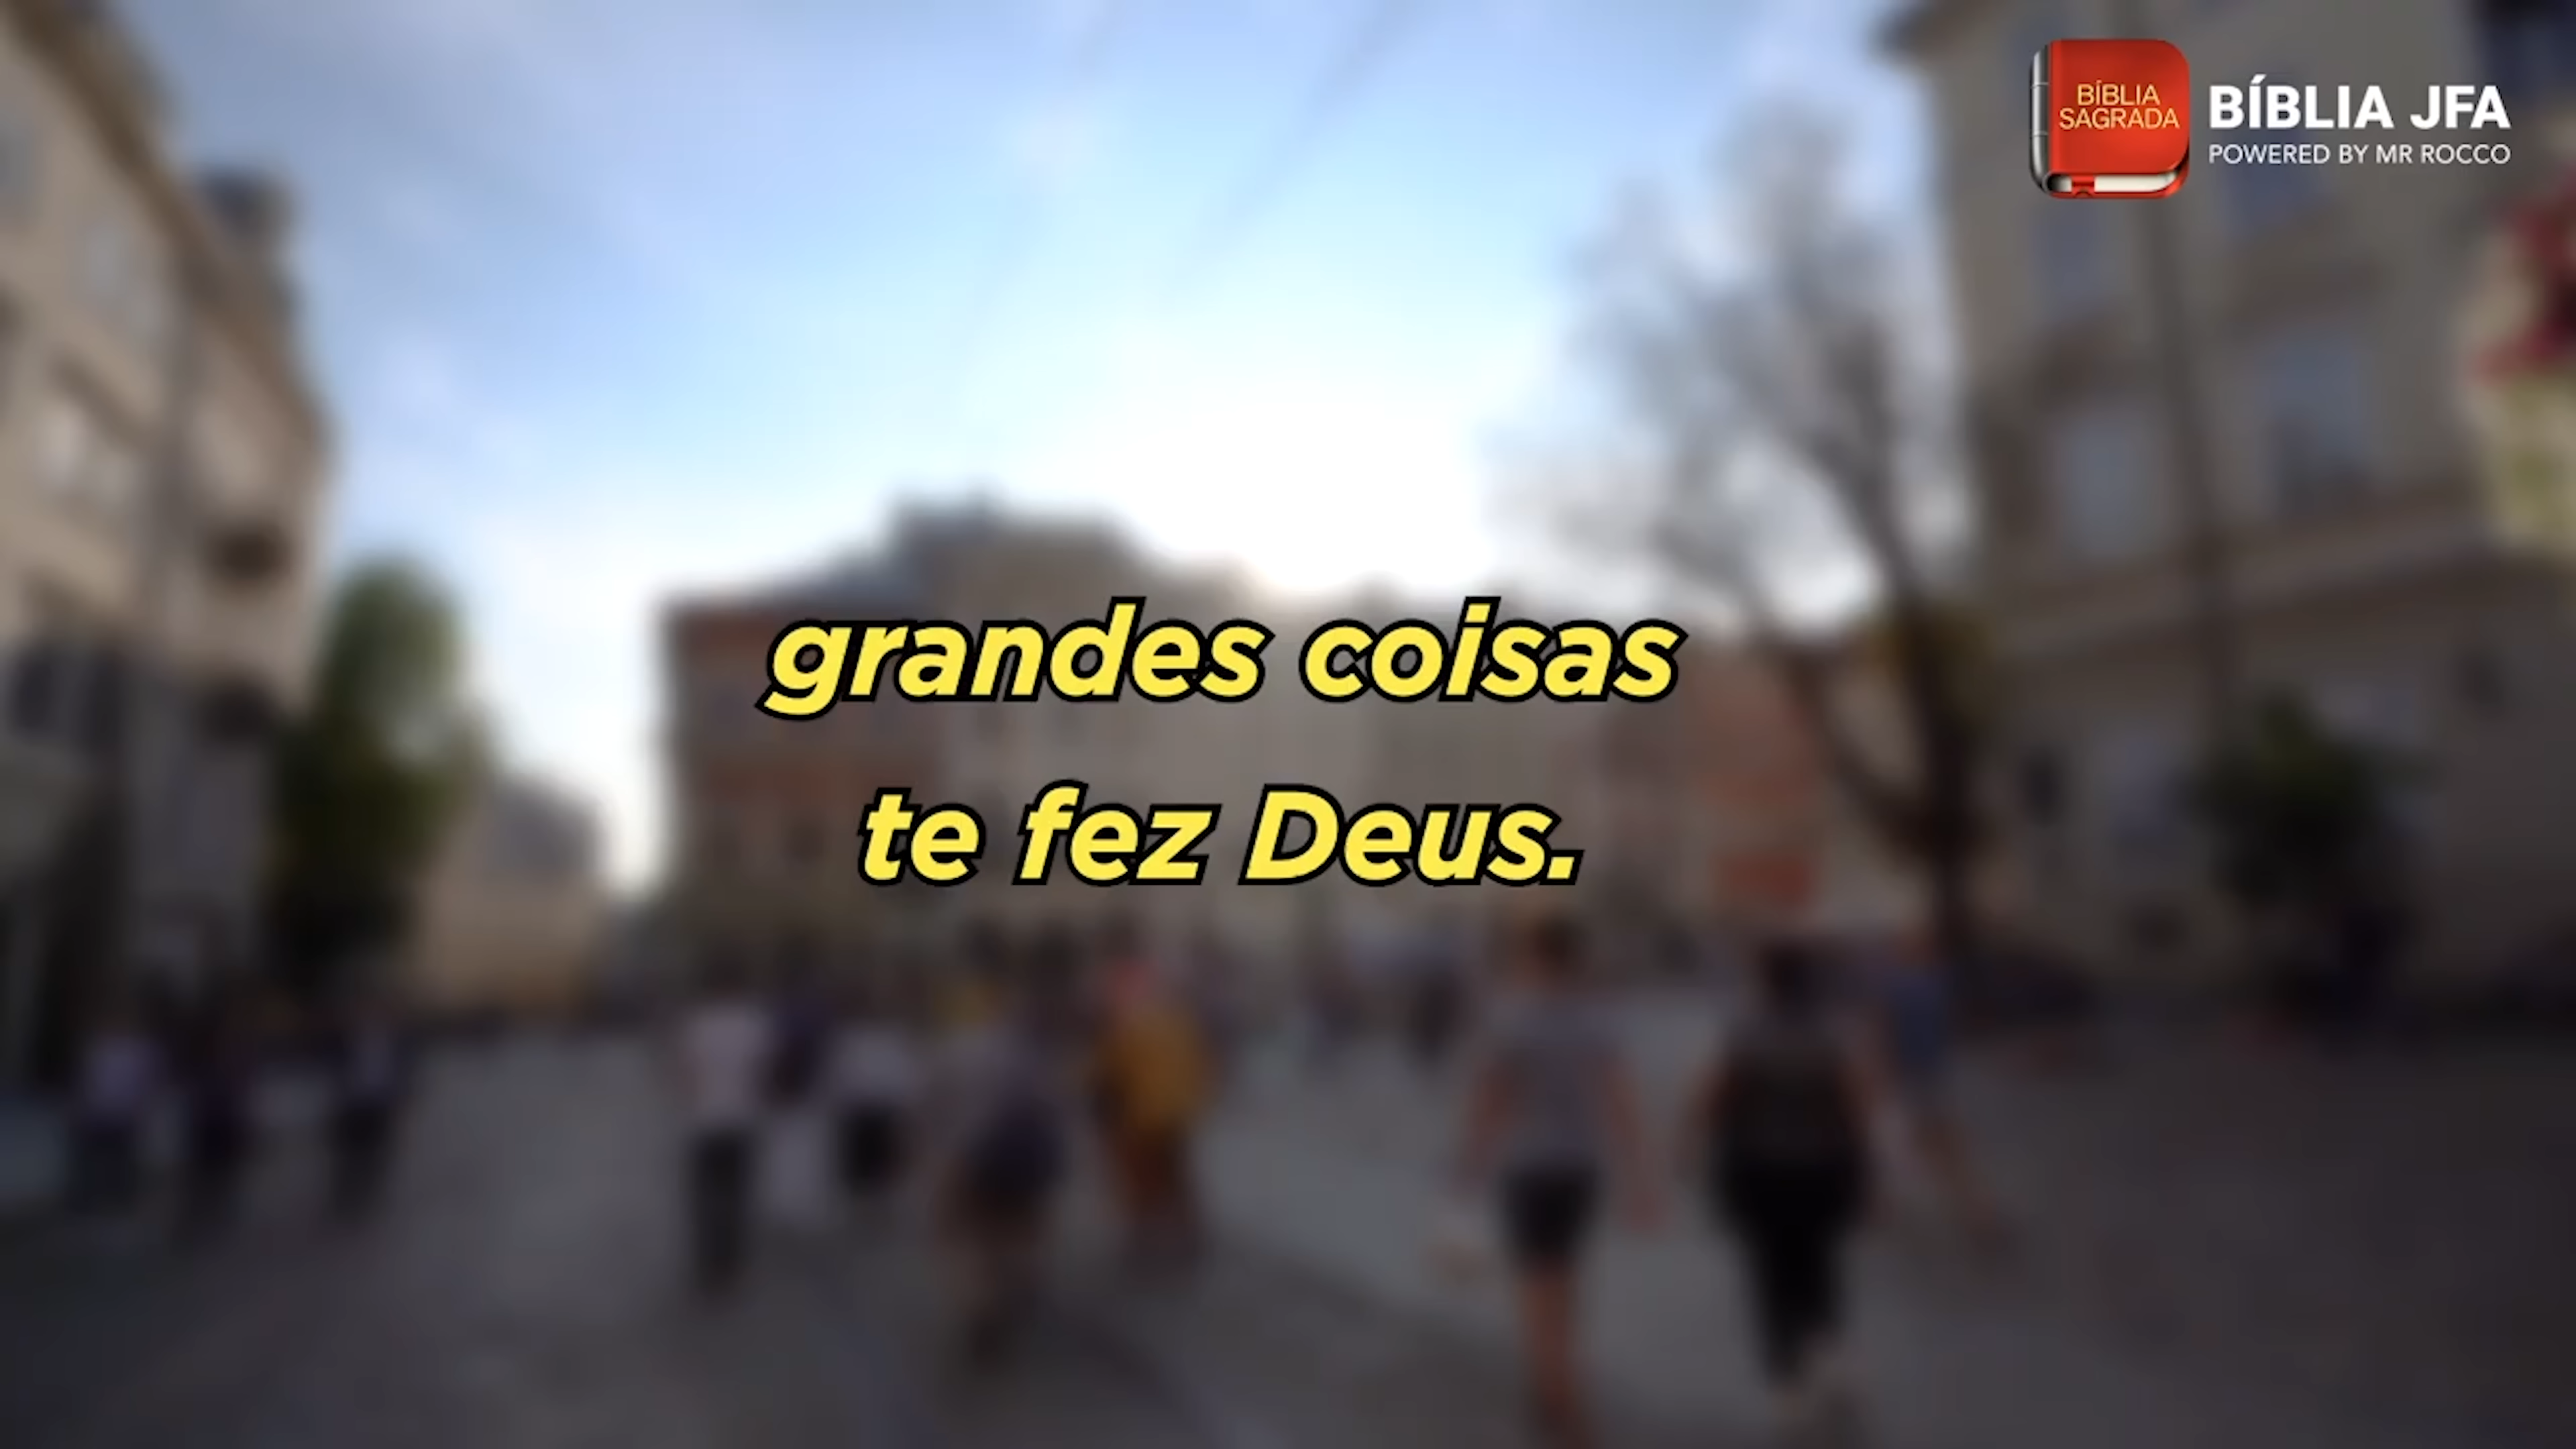 BÍBLIA
SAGRADA
BÍBLIA JFA
POWERED BY MR ROCCO
grandes coisas
te fez Deus.